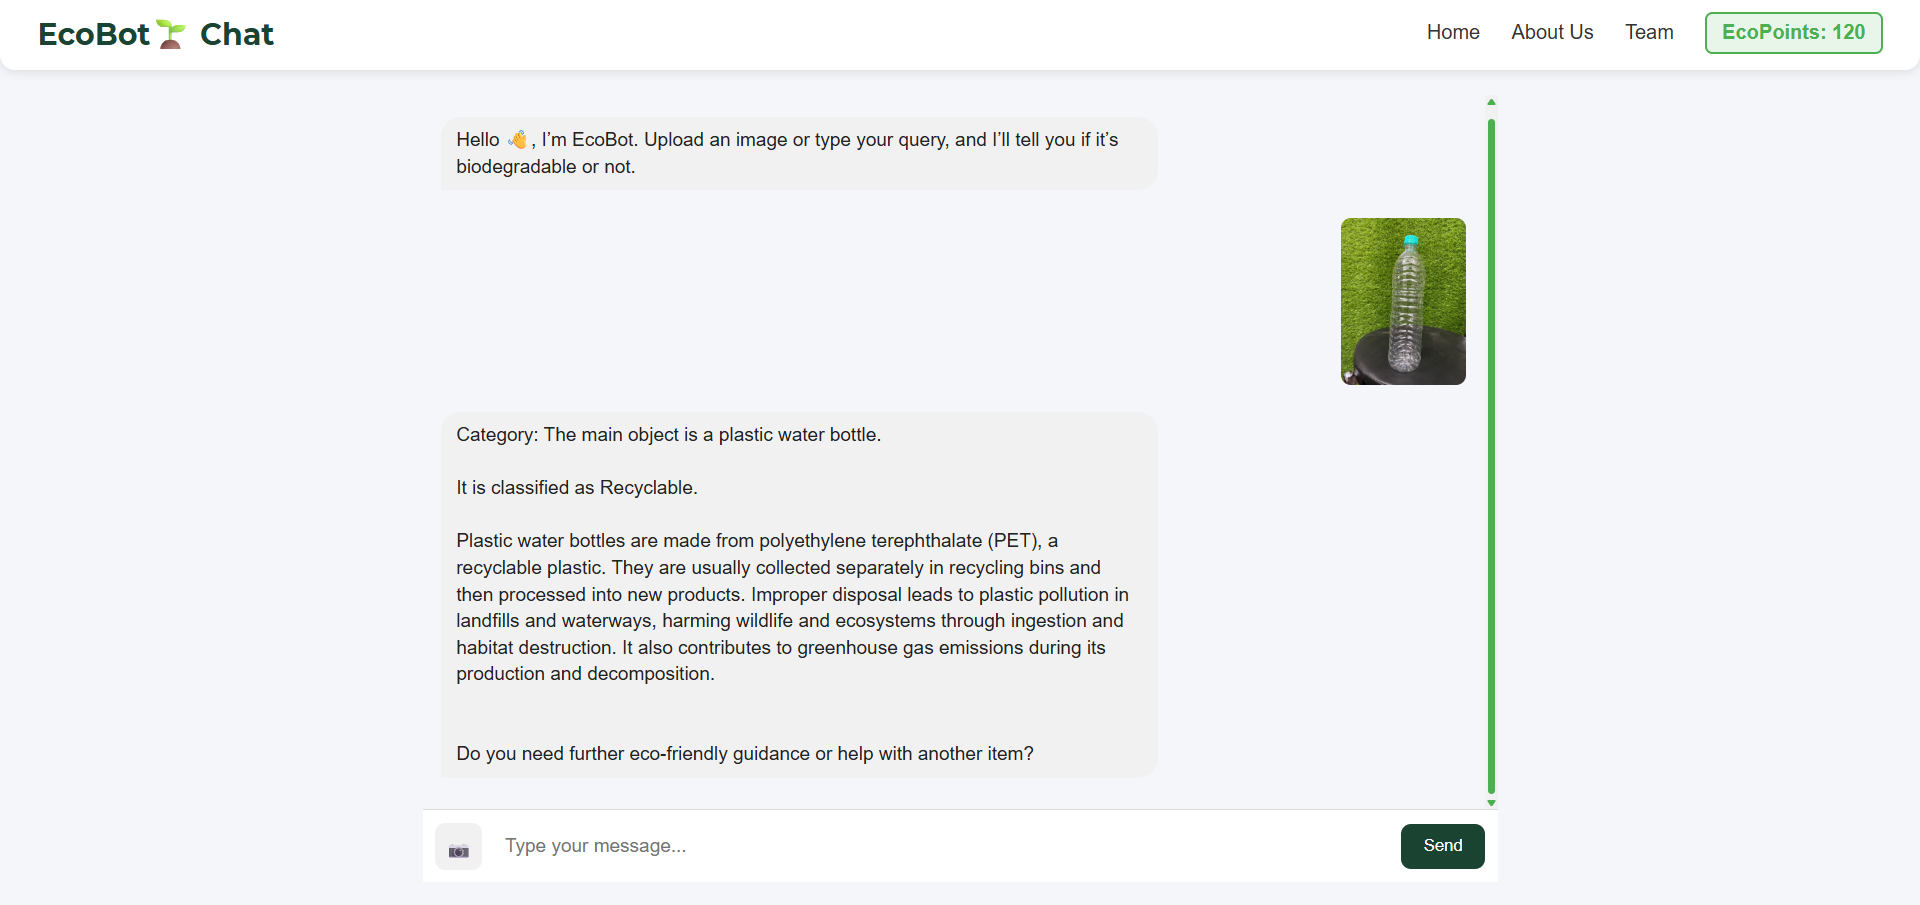 EcoBot🌱 Chat
Home About Us Team EcoPoints: 120
Hello 👋, I’m EcoBot. Upload an image or type your query, and I’ll tell you if it’s
biodegradable or not.
Category: The main object is a plastic water bottle.
It is classified as Recyclable.
Plastic water bottles are made from polyethylene terephthalate (PET), a
recyclable plastic. They are usually collected separately in recycling bins and
then processed into new products. Improper disposal leads to plastic pollution in
landfills and waterways, harming wildlife and ecosystems through ingestion and
habitat destruction. It also contributes to greenhouse gas emissions during its
production and decomposition.
Do you need further eco-friendly guidance or help with another item?
Type your message...
Send